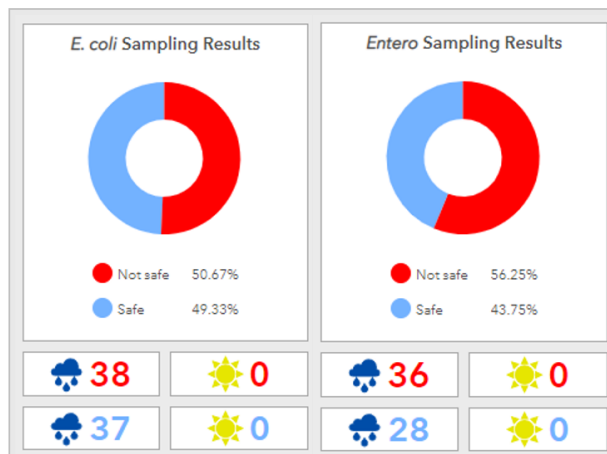 E. coli Sampling Results
Not safe 50.67%
Safe 49.33%
38 0
37 0
Entero Sampling Results
Not safe 56.25%
Safe 43.75%
36 0
28 0